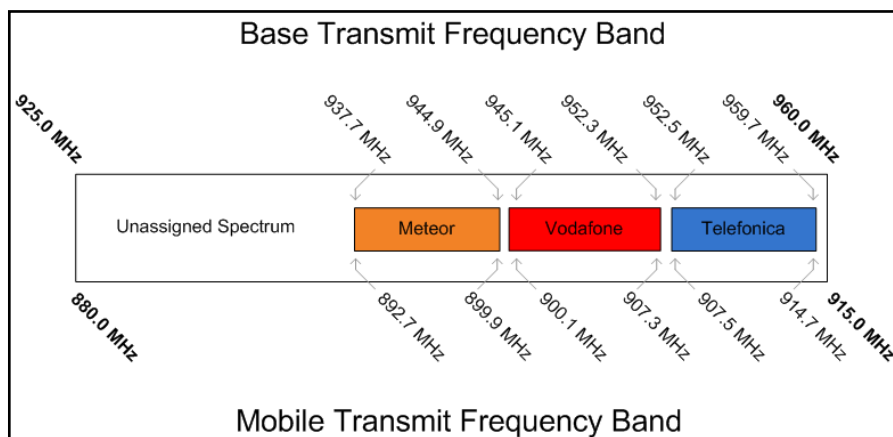 Base Transmit Frequency Band
925.0 MHz
937.7 MHz
944.9 MHz
945.1 MHz
952.3 MHz
952.5 MHz
959.7 MHz
960.0 MHz
Unassigned Spectrum
Meteor
Vodafone
Telefonica
880.0 MHz
892.7 MHz
899.9 MHz
900.1 MHz
907.3 MHz
907.5 MHz
914.7 MHz
915.0 MHz
Mobile Transmit Frequency Band